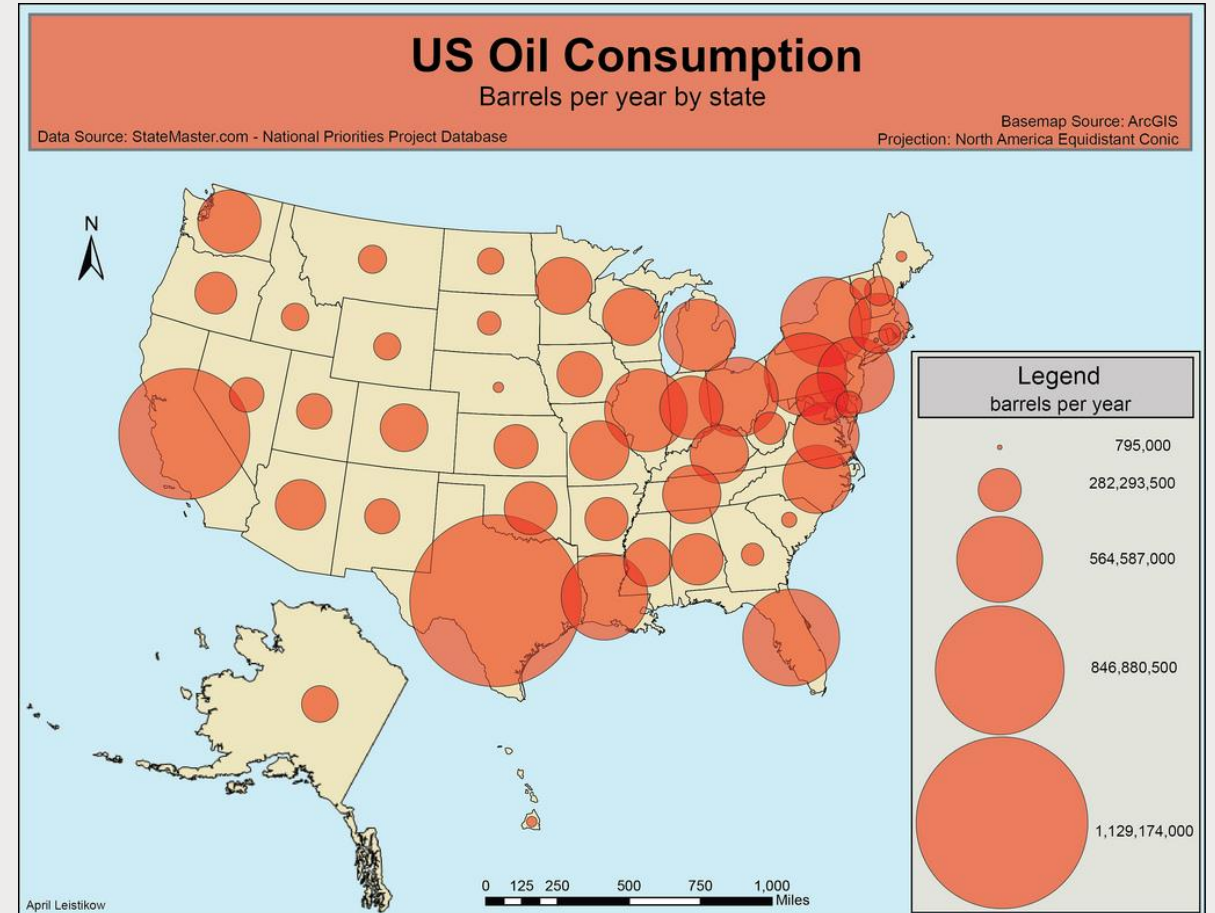 US Oil Consumption
Barrels per year by state
Data Source: StateMaster.com - National Priorities Project Database
Basemap Source: ArcGIS
Projection: North America Equidistant Conic
N
Legend
barrels per year
795,000
282,293,500
564,587,000
846,880,500
1,129,174,000
0 125 250 500 750 1,000
Miles
April Leistikow